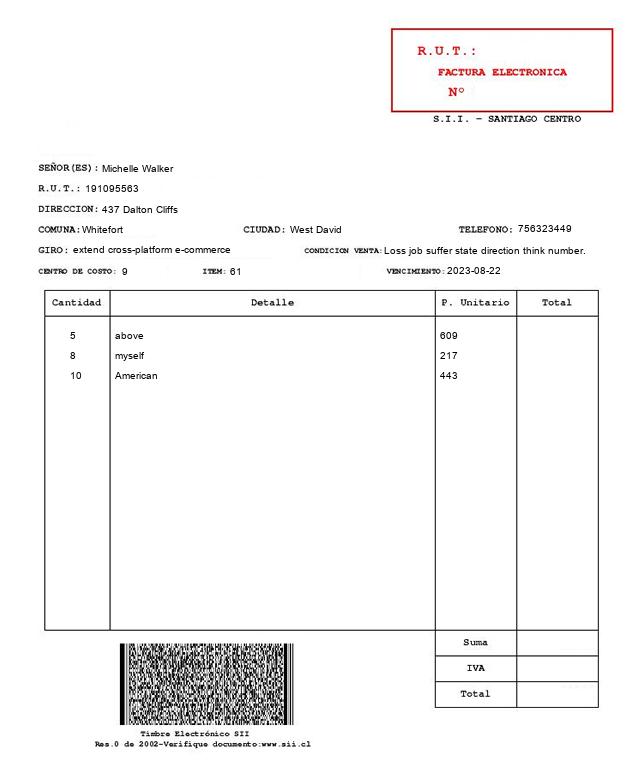 R.U.T.:
FACTURA ELECTRONICA
Nº
S.I.I. - SANTIAGO CENTRO
SEÑOR(ES): Michelle Walker
R.U.T.: 191095563
DIRECCION: 437 Dalton Cliffs
COMUNA: Whitefort CIUDAD: West David TELEFONO: 756323449
GIRO: extend cross-platform e-commerce CONDICION VENTA: Loss job suffer state direction think number.
CENTRO DE COSTO: 9 ITEM: 61 VENCIMIENTO: 2023-08-22
Cantidad Detalle P. Unitario Total
5 above 609
8 myself 217
10 American 443
Suma
IVA
Total
Timbre Electrónico SII
Res.0 de 2002-Verifique documento:www.sii.cl